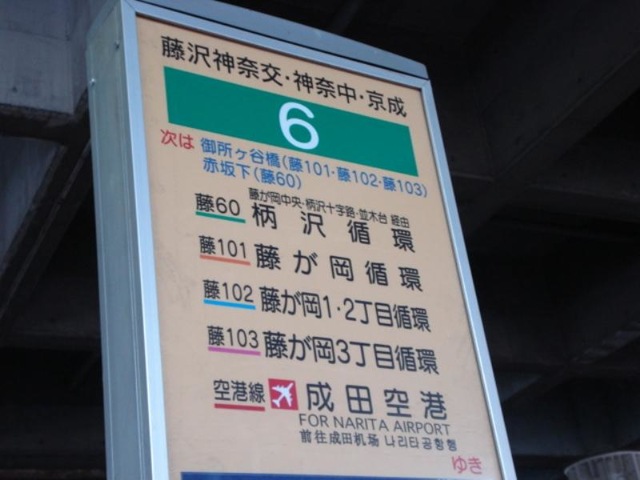 藤沢神奈交・神奈中・京成
6
次は 御所ヶ谷橋(藤101・藤102・藤103)
赤坂下(藤60)
藤が岡中央・柄沢十字路・並木台 経由
藤60 柄沢循環
藤101 藤が岡循環
藤102 藤が岡1・2丁目循環
藤103 藤が岡3丁目循環
空港線 成田空港
FOR NARITA AIRPORT
前往成田机场 나리타공항행
ゆき